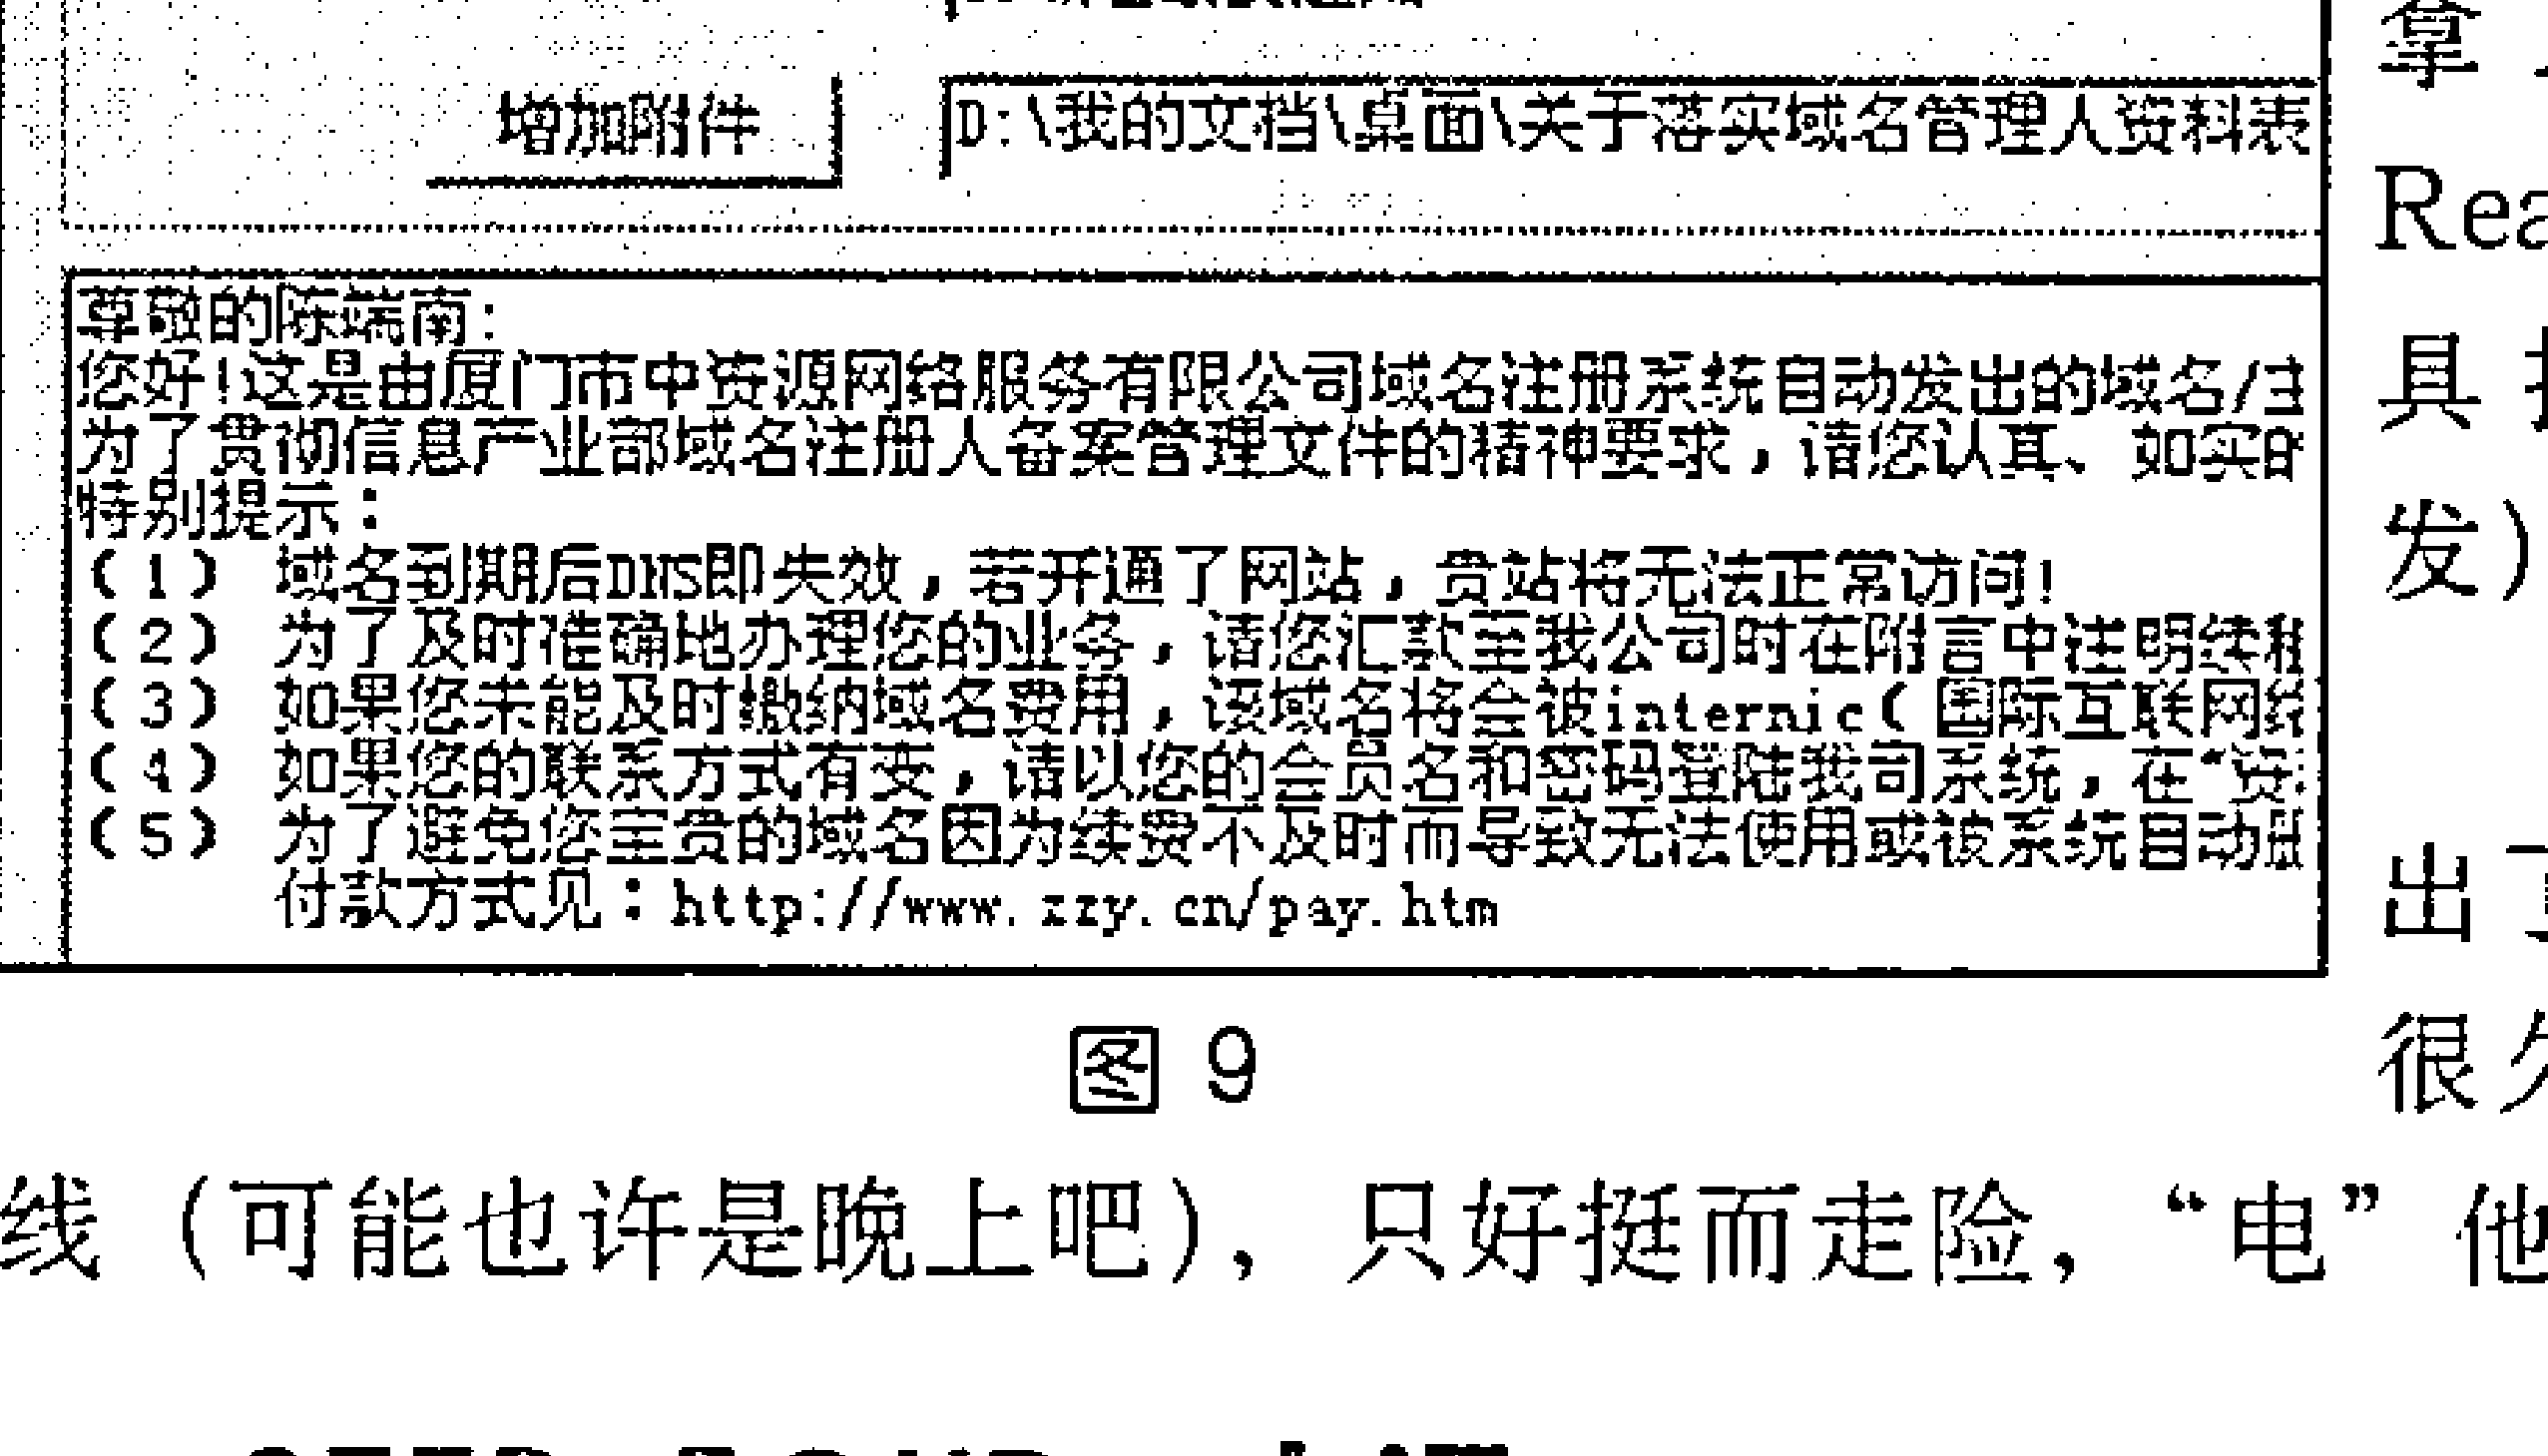 增加附件 D:\我的文档\桌面\关于落实域名管理人资料表
尊敬的陈端南:
您好!这是由厦门市中资源网络服务有限公司域名注册系统自动发出的域名/主
为了贯彻信息产业部域名注册人备案管理文件的精神要求，请您认真、如实的
特别提示：
(1) 域名到期后DNS即失效，若开通了网站，贵站将无法正常访问!
(2) 为了及时准确地办理您的业务，请您汇款至我公司时在附言中注明续
(3) 如果您未能及时缴纳域名费用，该域名将会被internic(国际互联网
(4) 如果您的联系方式有变，请以您的会员名和密码登陆我司系统，在“资
(5) 为了避免您宝贵的域名因为续费不及时而导致无法使用或被系统自动
付款方式见：http://www.zzy.cn/pay.htm
图 9
线（可能也许是晚上吧），只好挺而走险，“电”他
拿
Rea
具
发）
出了
很久